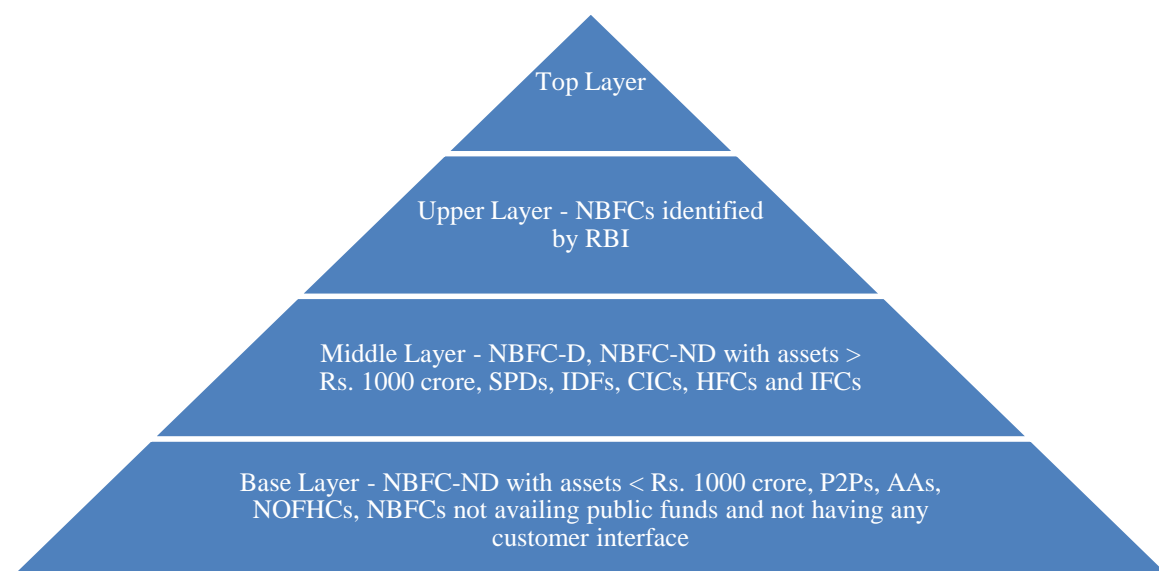 Top Layer
Upper Layer - NBFCs identified
by RBI
Middle Layer - NBFC-D, NBFC-ND with assets >
Rs. 1000 crore, SPDs, IDFs, CICs, HFCs and IFCs
Base Layer - NBFC-ND with assets < Rs. 1000 crore, P2Ps, AAs,
NOFHCs, NBFCs not availing public funds and not having any
customer interface